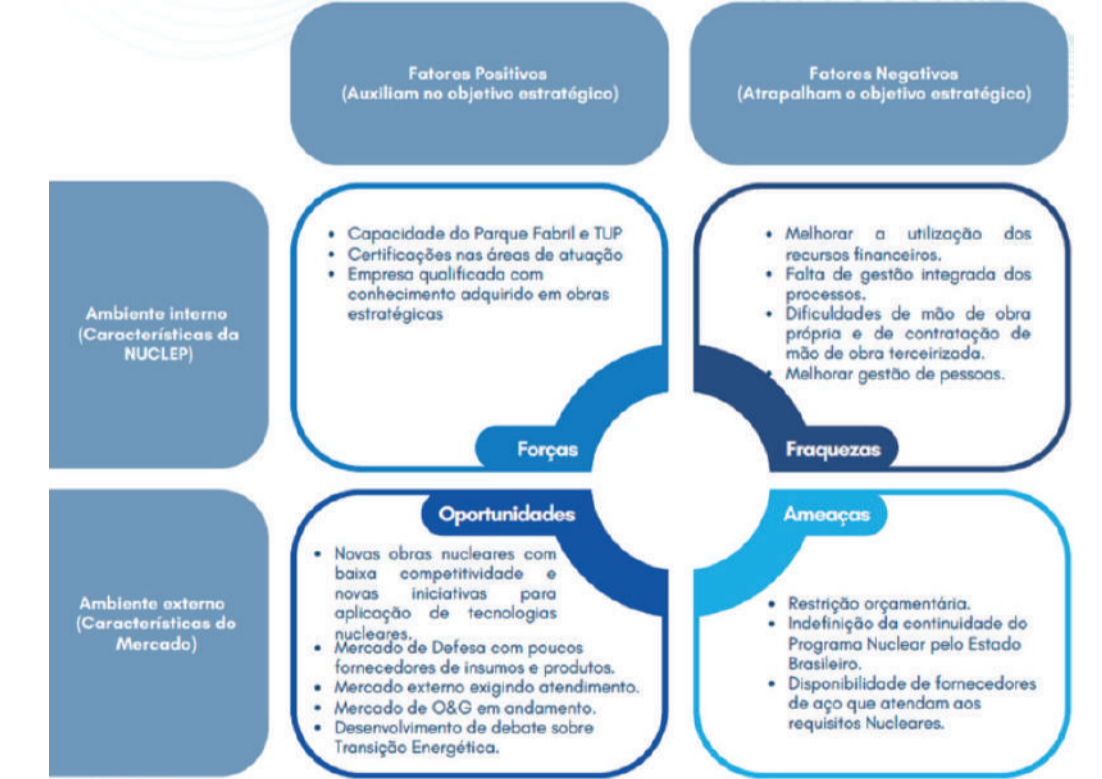 Fatores Positivos
(Auxiliam no objetivo estratégico)
Fatores Negativos
(Atrapalham o objetivo estratégico)
Ambiente interno
(Características da
NUCLEP)
• Capacidade do Parque Fabril e TUP
• Certificações nas áreas de atuação
• Empresa qualificada com
conhecimento adquirido em obras
estratégicas
Forças
• Melhorar a utilização dos
recursos financeiros.
• Falta de gestão integrada dos
processos.
• Dificuldades de mão de obra
própria e de contratação de
mão de obra terceirizada.
• Melhorar gestão de pessoas.
Fraquezas
Ambiente externo
(Características do
Mercado)
Oportunidades
• Novas obras nucleares com
baixa competitividade e
novas iniciativas para
aplicação de tecnologias
nucleares.
• Mercado de Defesa com poucos
fornecedores de insumos e produtos.
• Mercado externo exigindo atendimento.
• Mercado de O&G em andamento.
• Desenvolvimento de debate sobre
Transição Energética.
Ameaças
• Restrição orçamentária.
• Indefinição da continuidade do
Programa Nuclear pelo Estado
Brasileiro.
• Disponibilidade de fornecedores
de aço que atendam aos
requisitos Nucleares.